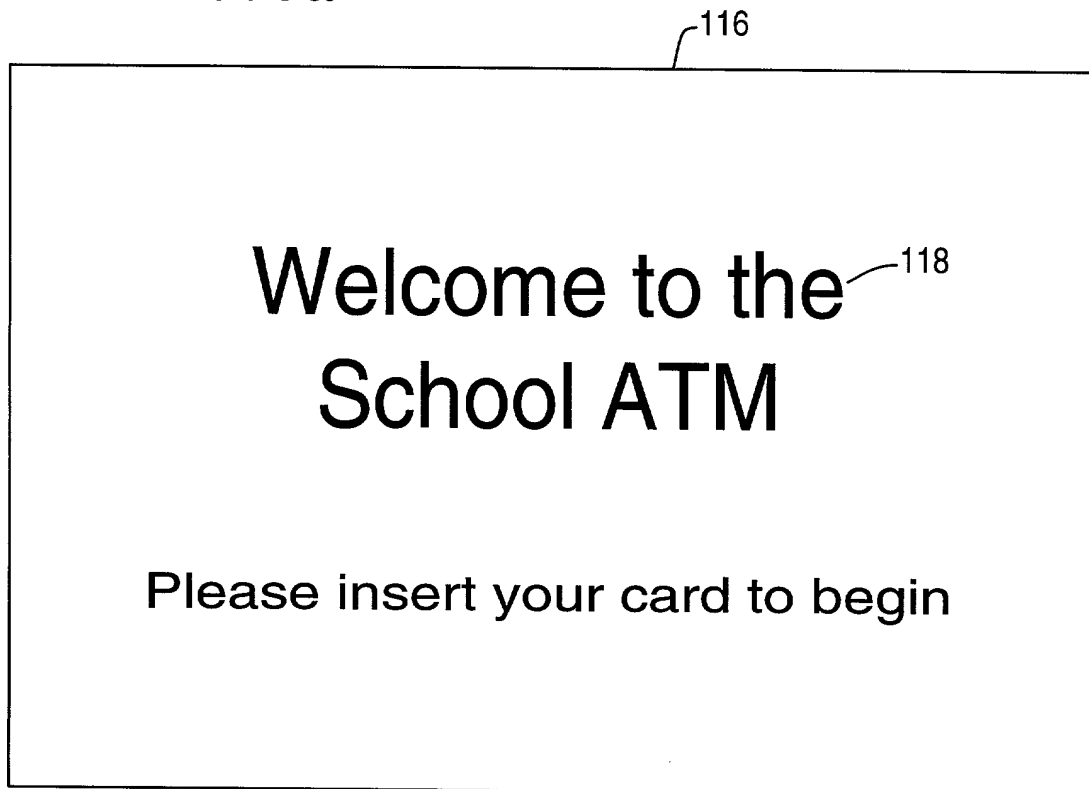 116
Welcome to the
118
School ATM
Please insert your card to begin